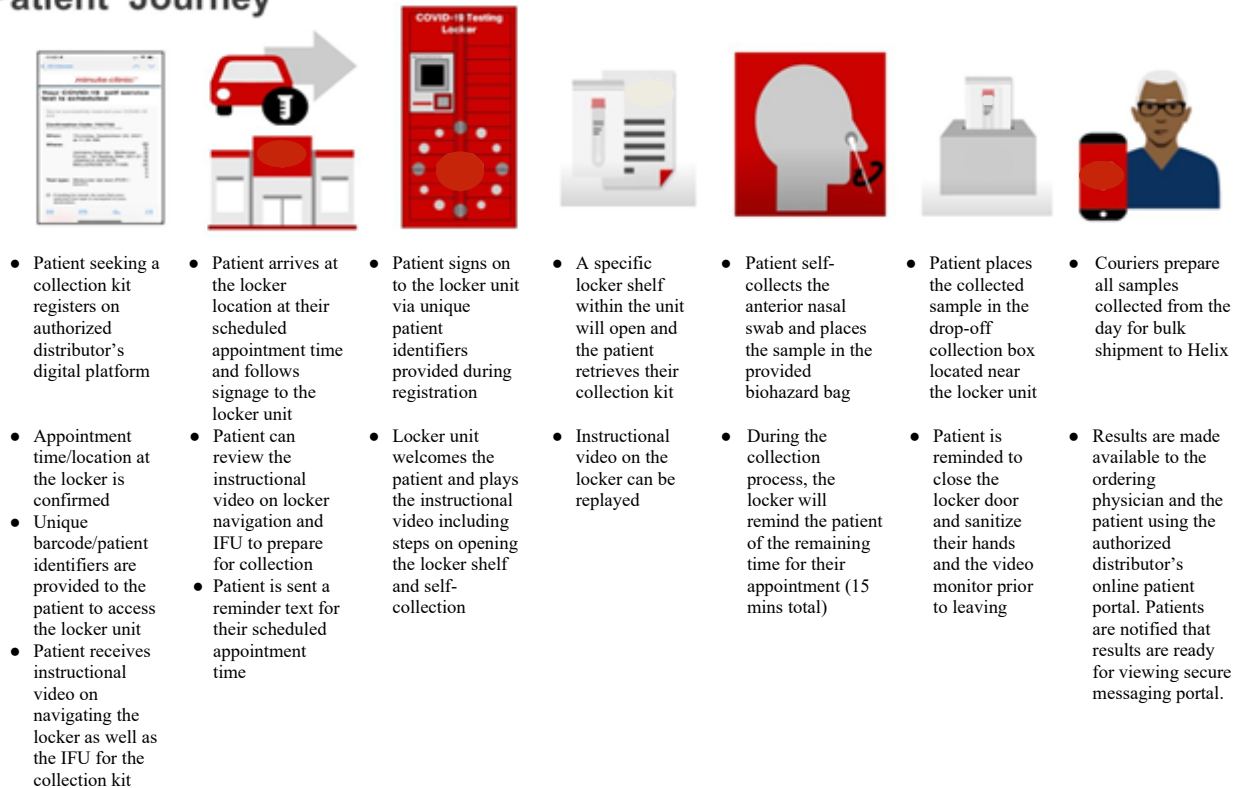 Patient Journey
minute clinic
Your COVID-19 self service
test is scheduled
COVID-19 Testing
Locker
● Patient seeking a
collection kit
registers on
authorized
distributor's
digital platform
● Appointment
time/location at
the locker is
confirmed
● Unique
barcode/patient
identifiers are
provided to the
patient to access
the locker unit
● Patient receives
instructional
video on
navigating the
locker as well as
the IFU for the
collection kit
● Patient arrives at
the locker
location at their
scheduled
appointment time
and follows
signage to the
locker unit
● Patient can
review the
instructional
video on locker
navigation and
IFU to prepare
for collection
● Patient is sent a
reminder text for
their scheduled
appointment
time
● Patient signs on
to the locker unit
via unique
patient
identifiers
provided during
registration
● Locker unit
welcomes the
patient and plays
the instructional
video including
steps on opening
the locker shelf
and self-
collection
● A specific
locker shelf
within the unit
will open and
the patient
retrieves their
collection kit
● Instructional
video on the
locker can be
replayed
● Patient self-
collects the
anterior nasal
swab and places
the sample in the
provided
biohazard bag
● During the
collection
process, the
locker will
remind the patient
of the remaining
time for their
appointment (15
mins total)
● Patient places
the collected
sample in the
drop-off
collection box
located near
the locker unit
● Patient is
reminded to
close the
locker door
and sanitize
their hands
and the video
monitor prior
to leaving
● Couriers prepare
all samples
collected from the
day for bulk
shipment to Helix
● Results are made
available to the
ordering
physician and the
patient using the
authorized
distributor's
online patient
portal. Patients
are notified that
results are ready
for viewing secure
messaging portal.